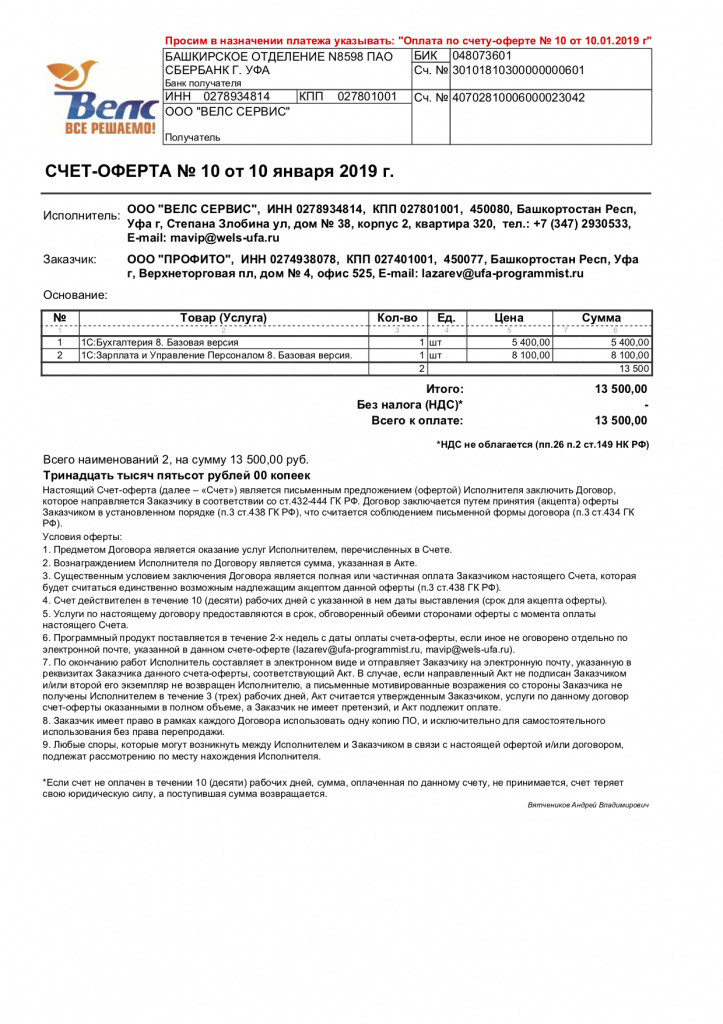 Просим в назначении платежа указывать: "Оплата по счету-оферте № 10 от 10.01.2019 г"
Велс
ВСЕ РЕШАЕМО!
БАШКИРСКОЕ ОТДЕЛЕНИЕ N8598 ПАО СБЕРБАНК Г. УФА
Банк получателя
БИК 048073601
Сч. № 30101810300000000601
ИНН 0278934814 КПП 027801001
Сч. № 40702810006000023042
ООО "ВЕЛС СЕРВИС"
Получатель
СЧЕТ-ОФЕРТА № 10 от 10 января 2019 г.
Исполнитель: ООО "ВЕЛС СЕРВИС", ИНН 0278934814, КПП 027801001, 450080, Башкортостан Респ,
Уфа г, Степана Злобина ул, дом № 38, корпус 2, квартира 320, тел.: +7 (347) 2930533,
E-mail: mavip@wels-ufa.ru
Заказчик: ООО "ПРОФИТО", ИНН 0274938078, КПП 027401001, 450077, Башкортостан Респ, Уфа
г, Верхнеторговая пл, дом № 4, офис 525, E-mail: lazarev@ufa-programmist.ru
Основание:
№ Товар (Услуга) Кол-во Ед. Цена Сумма
1 2 3 4 5 7 6
1 1С:Бухгалтерия 8. Базовая версия 1 шт 5 400,00 5 400,00
2 1С:Зарплата и Управление Персоналом 8. Базовая версия. 1 шт 8 100,00 8 100,00
2 13 500
Итого: 13 500,00
Без налога (НДС)* -
Всего к оплате: 13 500,00
*НДС не облагается (пп.26 п.2 ст.149 НК РФ)
Всего наименований 2, на сумму 13 500,00 руб.
Тринадцать тысяч пятьсот рублей 00 копеек
Настоящий Счет-оферта (далее – «Счет») является письменным предложением (офертой) Исполнителя заключить Договор,
которое направляется Заказчику в соответствии со ст.432-444 ГК РФ. Договор заключается путем принятия (акцепта) оферты
Заказчиком в установленном порядке (п.3 ст.438 ГК РФ), что считается соблюдением письменной формы договора (п.3 ст.434 ГК
РФ).
Условия оферты:
1. Предметом Договора является оказание услуг Исполнителем, перечисленных в Счете.
2. Вознаграждением Исполнителя по Договору является сумма, указанная в Акте.
3. Существенным условием заключения Договора является полная или частичная оплата Заказчиком настоящего Счета, которая
будет считаться единственно возможным надлежащим акцептом данной оферты (п.3 ст.438 ГК РФ).
4. Счет действителен в течение 10 (десяти) рабочих дней с указанной в нем даты выставления (срок для акцепта оферты).
5. Услуги по настоящему договору предоставляются в срок, обговоренный обеими сторонами оферты с момента оплаты
настоящего Счета.
6. Программный продукт поставляется в течение 2-х недель с даты оплаты счета-оферты, если иное не оговорено отдельно по
электронной почте, указанной в данном счете-оферте (lazarev@ufa-programmist.ru, mavip@wels-ufa.ru).
7. По окончанию работ Исполнитель составляет в электронном виде и отправляет Заказчику на электронную почту, указанную в
реквизитах Заказчика данного счета-оферты, соответствующий Акт. В случае, если направленный Акт не подписан Заказчиком
и/или второй его экземпляр не возвращен Исполнителю, а письменные мотивированные возражения со стороны Заказчика не
получены Исполнителем в течение 3 (трех) рабочих дней, Акт считается утвержденным Заказчиком, услуги по данному договор
счет-оферты оказанными в полном объеме, а Заказчик не имеет претензий, и Акт подлежит оплате.
8. Заказчик имеет право в рамках каждого Договора использовать одну копию ПО, и исключительно для самостоятельного
использования без права перепродажи.
9. Любые споры, которые могут возникнуть между Исполнителем и Заказчиком в связи с настоящей офертой и/или договором,
подлежат рассмотрению по месту нахождения Исполнителя.
*Если счет не оплачен в течении 10 (десяти) рабочих дней, сумма, оплаченная по данному счету, не принимается, счет теряет
свою юридическую силу, а поступившая сумма возвращается.
Вятчеников Андрей Владимирович